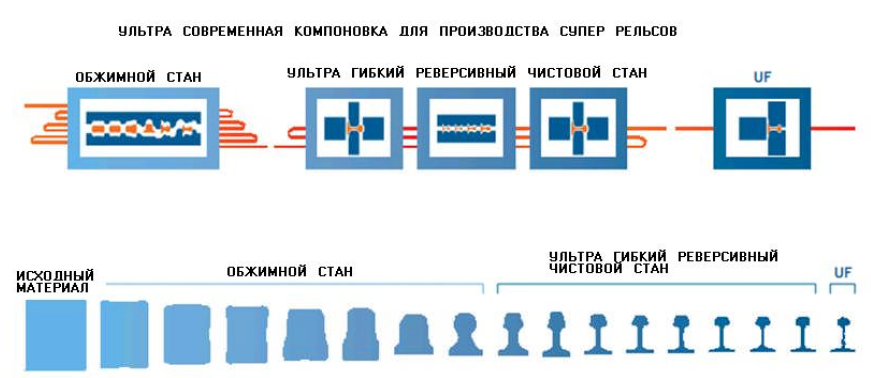 УЛЬТРА СОВРЕМЕННАЯ КОМПОНОВКА ДЛЯ ПРОИЗВОДСТВА СУПЕР РЕЛЬСОВ
ОБЖИМНОЙ СТАН
УЛЬТРА ГИБКИЙ РЕВЕРСИВНЫЙ ЧИСТОВОЙ СТАН
UF
ИСХОДНЫЙ
МАТЕРИАЛ
ОБЖИМНОЙ СТАН
УЛЬТРА ГИБКИЙ РЕВЕРСИВНЫЙ
ЧИСТОВОЙ СТАН
UF